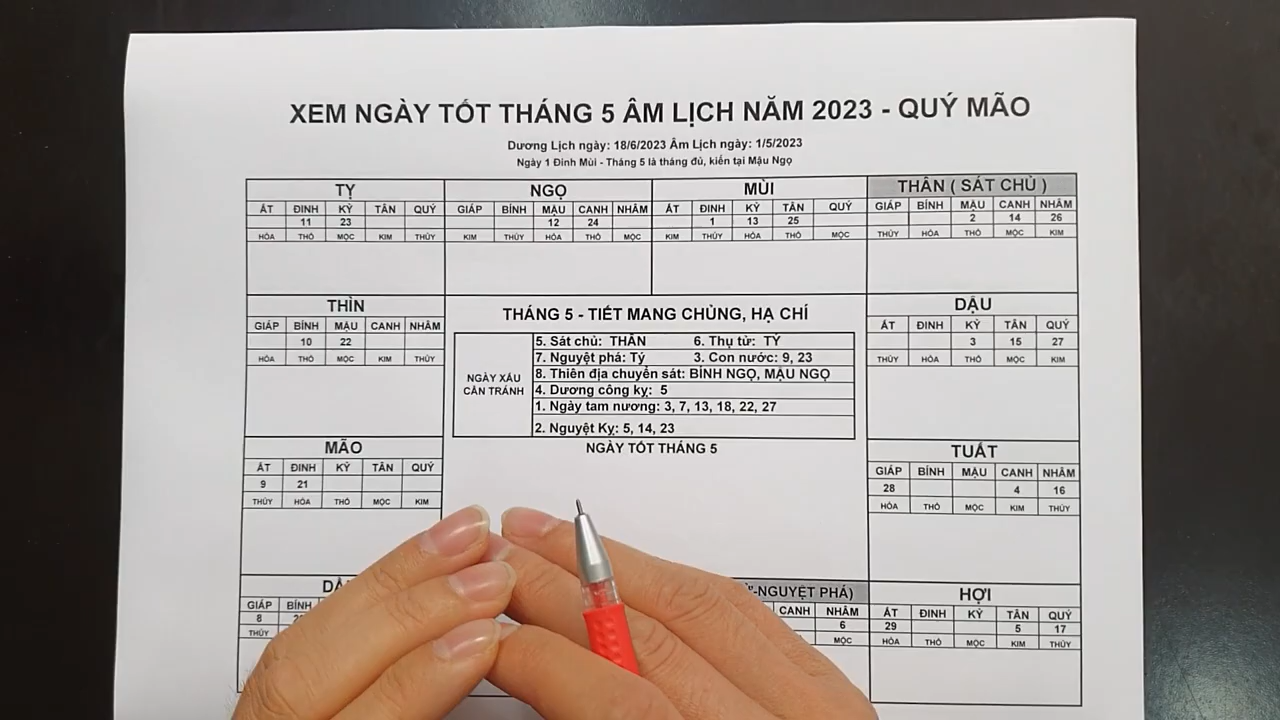 XEM NGÀY TỐT THÁNG 5 ÂM LỊCH NĂM 2023 - QUÝ MÃO
Dương Lịch ngày: 18/6/2023 Âm Lịch ngày: 1/5/2023
Ngày 1 Đinh Mùi - Tháng 5 là tháng đủ, kiến tại Mậu Ngọ
TỴ
ẤT ĐINH KỶ TÂN QUÝ
11 23
HỎA THỔ MỘC KIM THỦY
NGỌ
GIÁP BÍNH MẬU CANH NHÂM
12 24
KIM THỦY HỎA THỔ MỘC
MÙI
ẤT ĐINH KỶ TÂN QUÝ
1 13 25
KIM THỦY HỎA THỔ MỘC
THÂN ( SÁT CHỦ )
GIÁP BÍNH MẬU CANH NHÂM
2 14 26
THỦY HỎA THỔ MỘC KIM
THÌN
GIÁP BÍNH MẬU CANH NHÂM
10 22
HỎA THỔ MỘC KIM THỦY
THÁNG 5 - TIẾT MANG CHỦNG, HẠ CHÍ
NGÀY XẤU
CẦN TRÁNH
5. Sát chủ: THÂN 6. Thụ tử: TÝ
7. Nguyệt phá: Tý 3. Con nước: 9, 23
8. Thiên địa chuyển sát: BÍNH NGỌ, MẬU NGỌ
4. Dương công kỵ: 5
1. Ngày tam nương: 3, 7, 13, 18, 22, 27
2. Nguyệt Kỵ: 5, 14, 23
NGÀY TỐT THÁNG 5
DẬU
ẤT ĐINH KỶ TÂN QUÝ
3 15 27
THỦY HỎA THỔ MỘC KIM
MÃO
ẤT ĐINH KỶ TÂN QUÝ
9 21
THỦY HỎA THỔ MỘC KIM
TUẤT
GIÁP BÍNH MẬU CANH NHÂM
28 4 16
HỎA THỔ MỘC KIM THỦY
GIÁP BÍNH
8
THỦY
-NGUYỆT PHÁ)
CANH NHÂM
6
MỘC
HỢI
ẤT ĐINH KỶ TÂN QUÝ
29 5 17
HỎA THỔ MỘC KIM THỦY